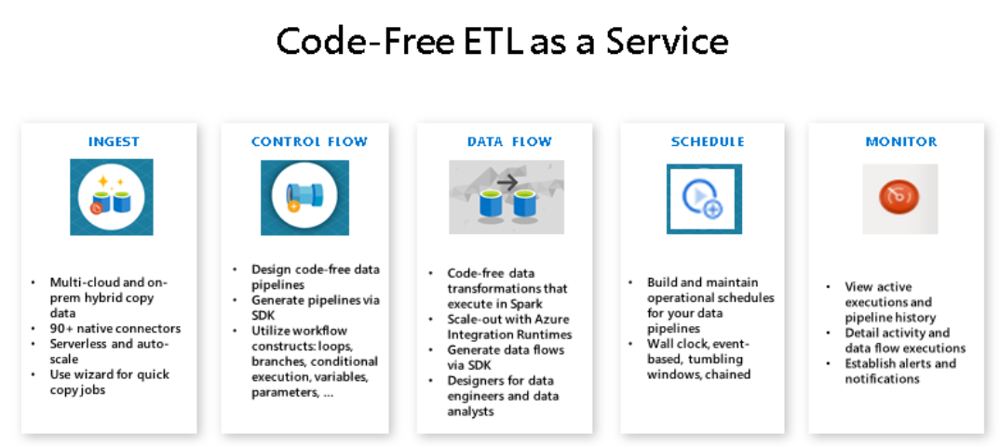 Code-Free ETL as a Service
INGEST
• Multi-cloud and on-
prem hybrid copy
data
• 90+ native connectors
• Serverless and auto-
scale
• Use wizard for quick
copy jobs
CONTROL FLOW
• Design code-free data
pipelines
• Generate pipelines via
SDK
• Utilize workflow
constructs: loops,
branches, conditional
execution, variables,
parameters, ...
DATA FLOW
• Code-free data
transformations that
execute in Spark
• Scale-out with Azure
Integration Runtimes
• Generate data flows
via SDK
• Designers for data
engineers and data
analysts
SCHEDULE
• Build and maintain
operational schedules
for your data
pipelines
• Wall clock, event-
based, tumbling
windows, chained
MONITOR
• View active
executions and
pipeline history
• Detail activity and
data flow executions
• Establish alerts and
notifications